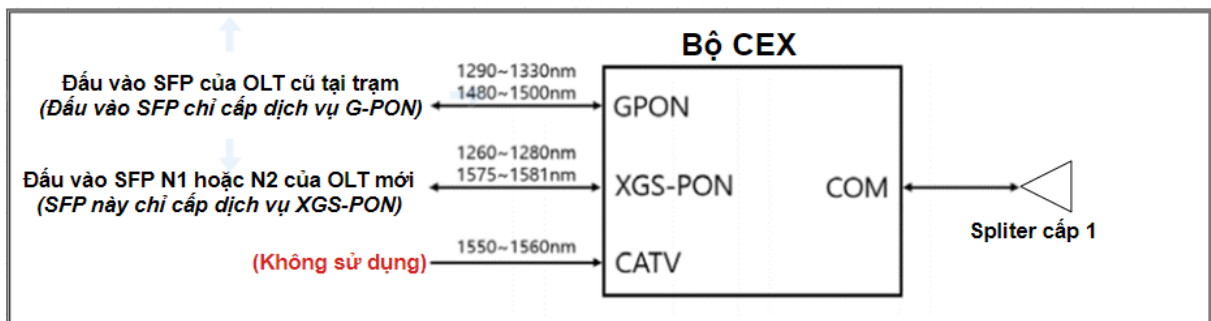 Bộ CEX
Đấu vào SFP của OLT cũ tại trạm
(Đấu vào SFP chỉ cấp dịch vụ G-PON)
1290~1330nm
1480~1500nm
GPON
Đấu vào SFP N1 hoặc N2 của OLT mới
(SFP này chỉ cấp dịch vụ XGS-PON)
1260~1280nm
1575~1581nm
XGS-PON
COM
Spliter cấp 1
(Không sử dụng)
1550~1560nm
CATV